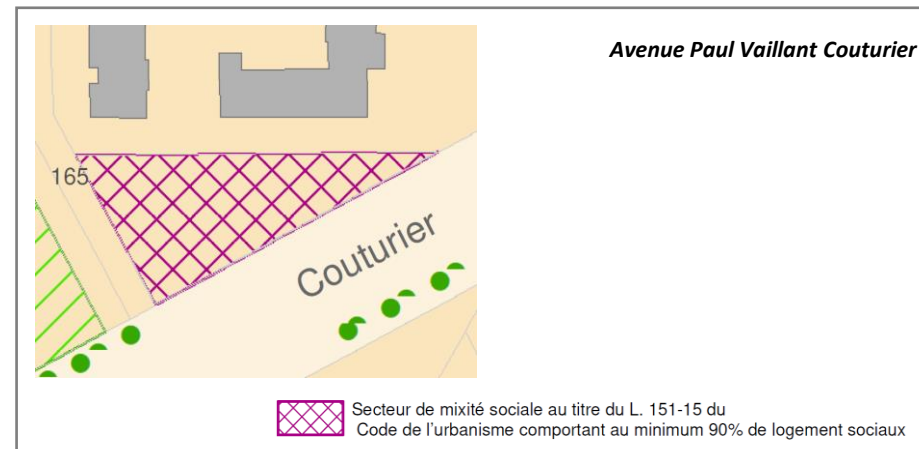 Avenue Paul Vaillant Couturier
165
Couturier
Secteur de mixité sociale au titre du L. 151-15 du
Code de l'urbanisme comportant au minimum 90% de logement sociaux